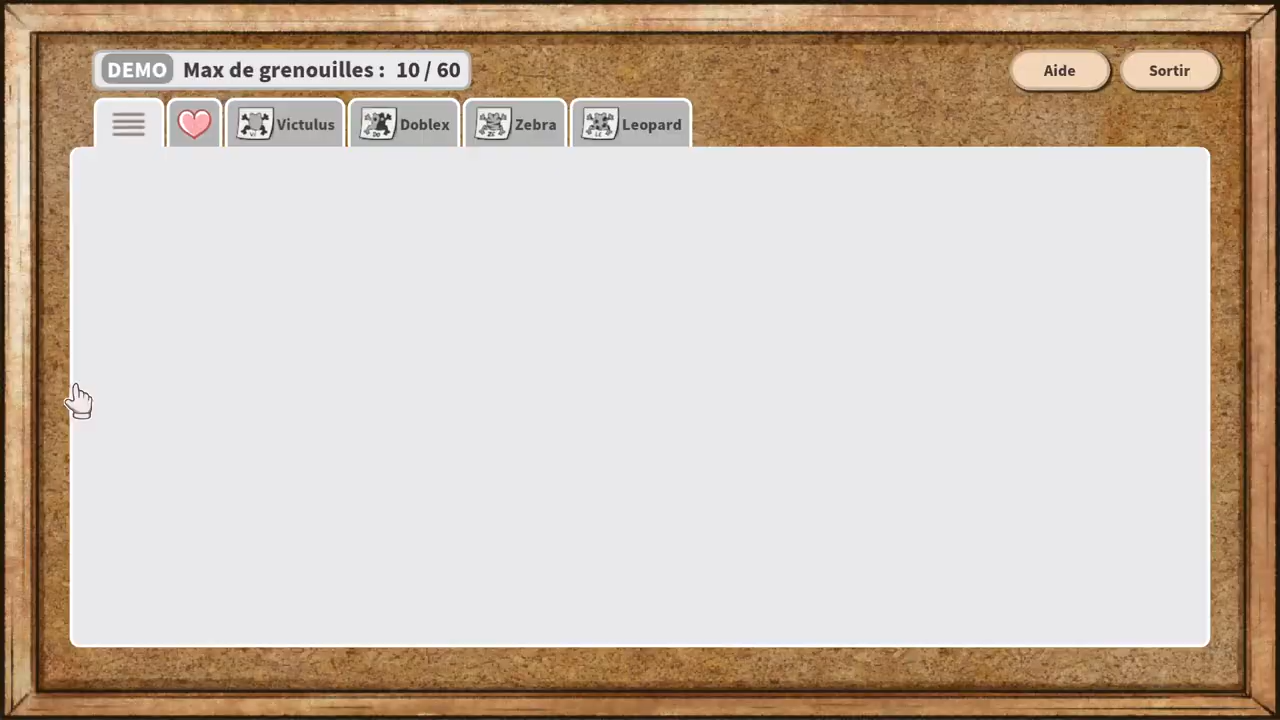 DEMO Max de grenouilles : 10 / 60
Aide
Sortir
Victulus
Doblex
Zebra
Leopard